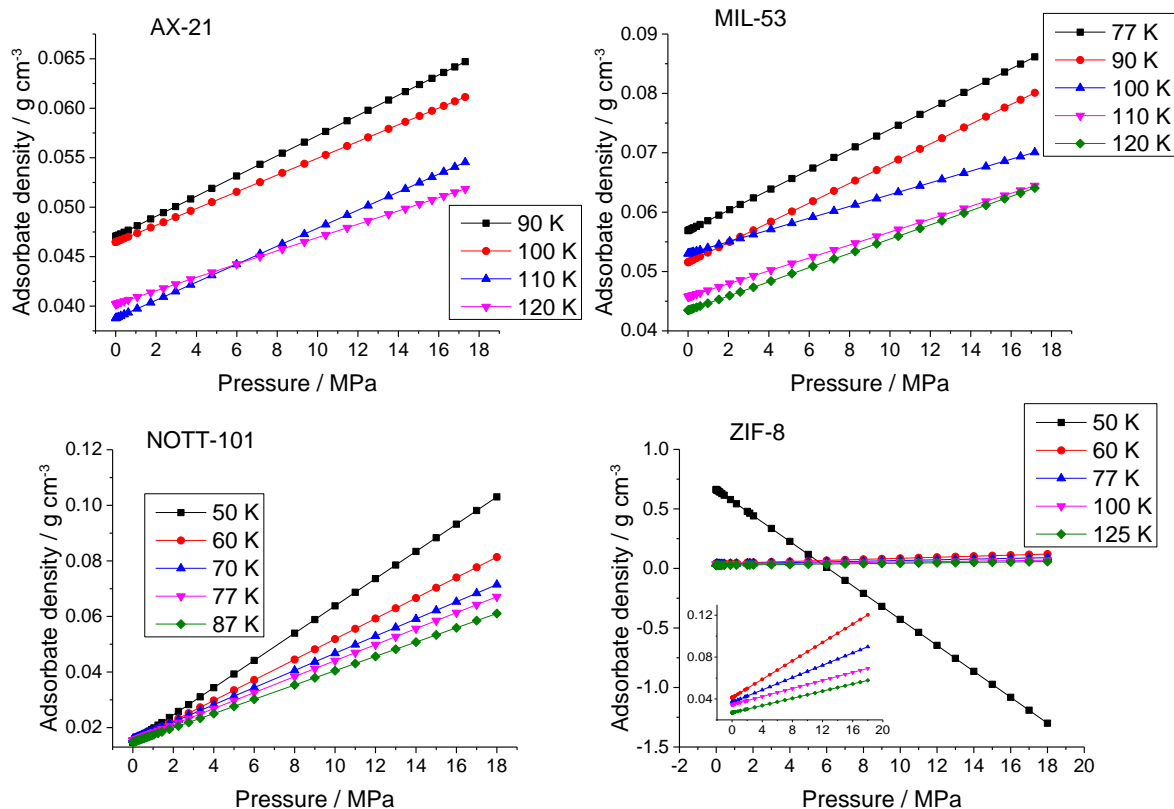 AX-21
Adsorbate density / g cm-3
0.065
0.060
0.055
0.050
0.045
0.040
90 K
100 K
110 K
120 K
0 2 4 6 8 10 12 14 16 18
Pressure / MPa
MIL-53
Adsorbate density / g cm-3
0.09
0.08
0.07
0.06
0.05
0.04
77 K
90 K
100 K
110 K
120 K
0 2 4 6 8 10 12 14 16 18
Pressure / MPa
NOTT-101
Adsorbate density / g cm-3
0.12
0.10
0.08
0.06
0.04
0.02
50 K
60 K
70 K
77 K
87 K
0 2 4 6 8 10 12 14 16 18
Pressure / MPa
ZIF-8
Adsorbate density / g cm-3
1.0
0.5
0.0
-0.5
-1.0
-1.5
50 K
60 K
77 K
100 K
125 K
0.12
0.08
0.04
0 4 8 12 16 20
-2 0 2 4 6 8 10 12 14 16 18 20
Pressure / MPa